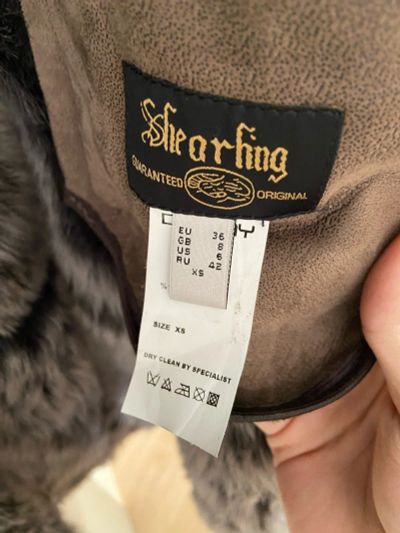 Shearling
GUARANTEED ORIGINAL
EU 36
GB 8
US 6
RU 42
XS
%
SIZE XS
DRY CLEAN BY SPECIALIST